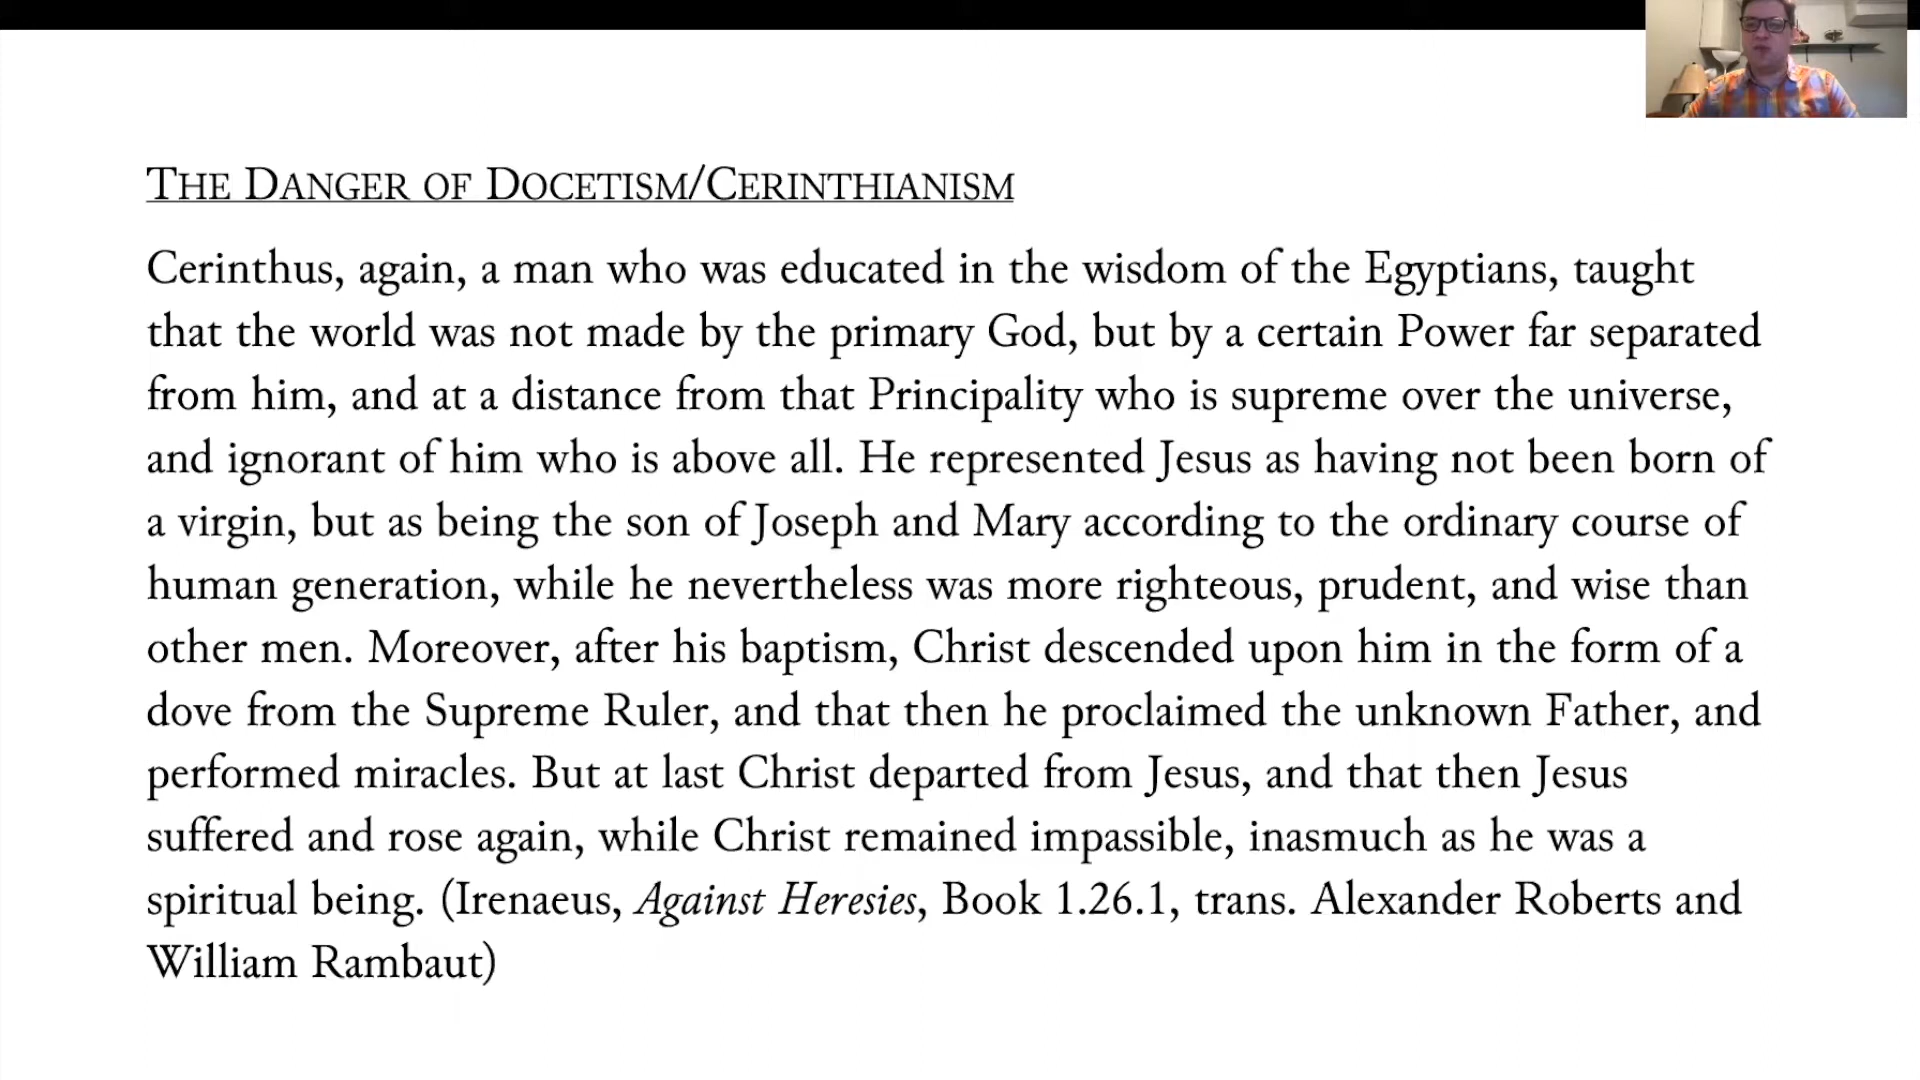 THE DANGER OF DOCETISM/CERINTHIANISM
Cerinthus, again, a man who was educated in the wisdom of the Egyptians, taught
that the world was not made by the primary God, but by a certain Power far separated
from him, and at a distance from that Principality who is supreme over the universe,
and ignorant of him who is above all. He represented Jesus as having not been born of
a virgin, but as being the son of Joseph and Mary according to the ordinary course of
human generation, while he nevertheless was more righteous, prudent, and wise than
other men. Moreover, after his baptism, Christ descended upon him in the form of a
dove from the Supreme Ruler, and that then he proclaimed the unknown Father, and
performed miracles. But at last Christ departed from Jesus, and that then Jesus
suffered and rose again, while Christ remained impassible, inasmuch as he was a
spiritual being. (Irenaeus, Against Heresies, Book 1.26.1, trans. Alexander Roberts and
William Rambaut)